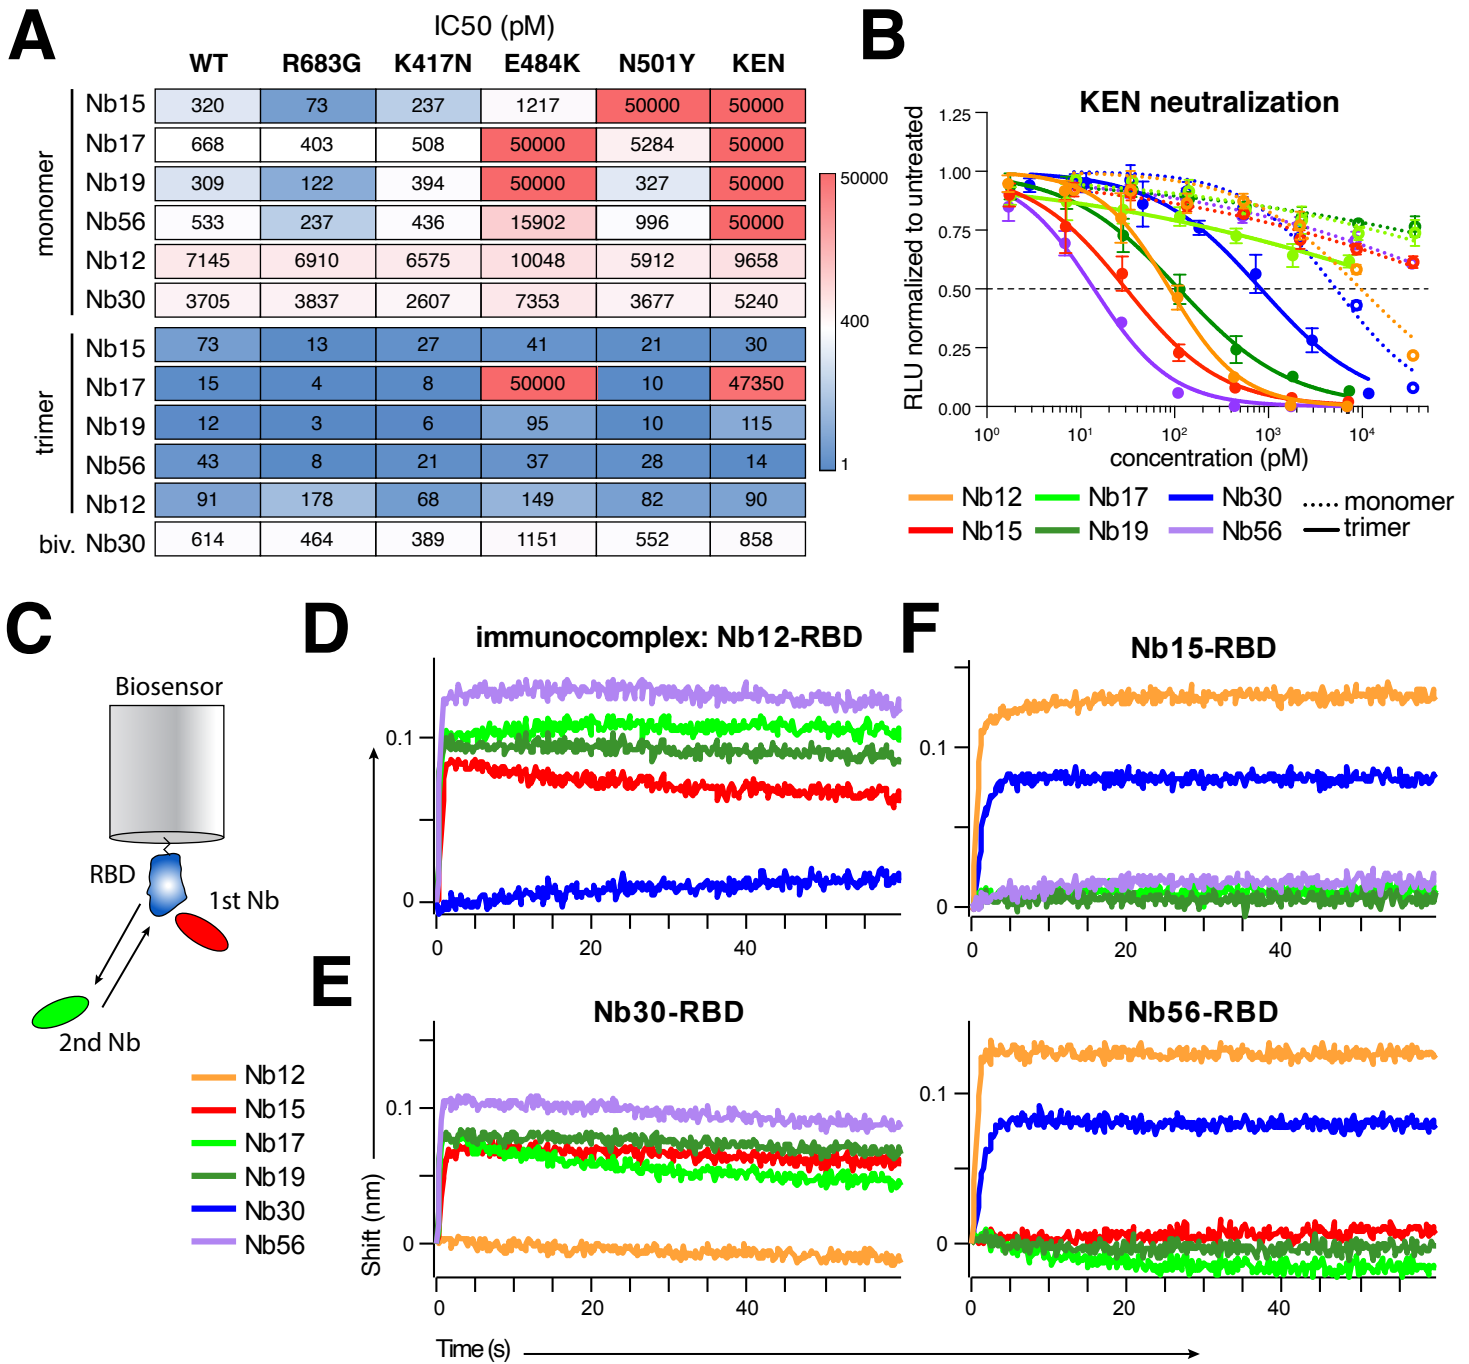 A
IC50 (pM)
WT R683G K417N E484K N501Y KEN
monomer
Nb15 320 73 237 1217 50000 50000
Nb17 668 403 508 50000 5284 50000
Nb19 309 122 394 50000 327 50000
Nb56 533 237 436 15902 996 50000
Nb12 7145 6910 6575 10048 5912 9658
Nb30 3705 3837 2607 7353 3677 5240
trimer
Nb15 73 13 27 41 21 30
Nb17 15 4 8 50000 10 47350
Nb19 12 3 6 95 10 115
Nb56 43 8 21 37 28 14
Nb12 91 178 68 149 82 90
biv. Nb30 614 464 389 1151 552 858
50000
400
1
B
KEN neutralization
RLU normalized to untreated
1.25
1.00
0.75
0.50
0.25
0.00
10⁰ 10¹ 10² 10³ 10⁴
concentration (pM)
Nb12 Nb17 Nb30 monomer
Nb15 Nb19 Nb56 trimer
C
Biosensor
RBD
1st Nb
2nd Nb
Nb12
Nb15
Nb17
Nb19
Nb30
Nb56
D
immunocomplex: Nb12-RBD
0.1
0
0 20 40
F
Nb15-RBD
0.1
0
0 20 40
E
Nb30-RBD
0.1
0
0 20 40
Nb56-RBD
0.1
0
0 20 40
Shift (nm)
Time (s)